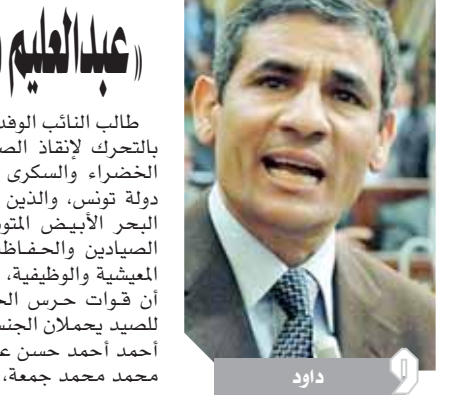 «عبدالعليم
طالب النائب الوفد
بالتحرك لإنقاذ الص
الخضراء والسكرى
دولة تونس، والذين
البحر الأبيض المتو
الصيادين والحفاظ
المعيشية والوظيفية،
أن قوات حرس الح
للصيد يحملان الجنس
أحمد أحمد حسن ع
محمد محمد جمعة،
داود